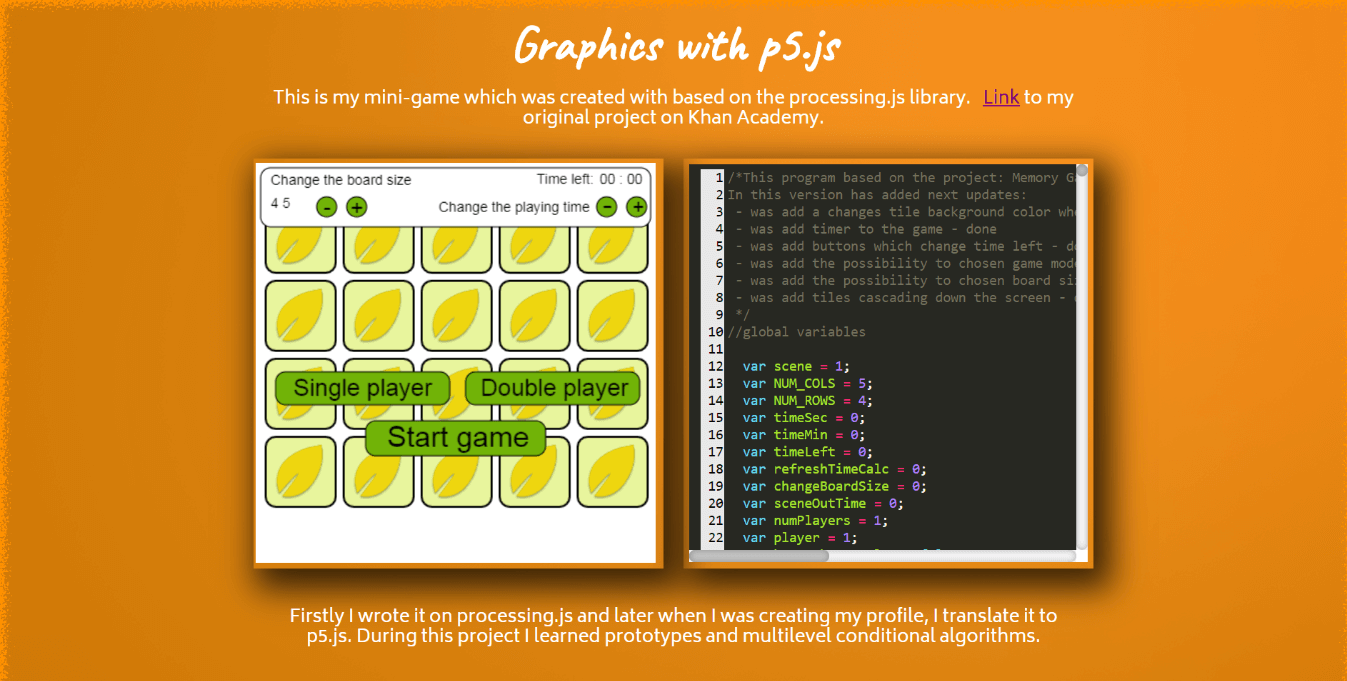 Graphics with p5.js
This is my mini-game which was created with based on the processing.js library. Link to my
original project on Khan Academy.
Change the board size
Time left: 00 : 00
4 5
-
+
Change the playing time
-
+
Single player
Double player
Start game
1 /*This program based on the project: Memory Ga
2 In this version has added next updates:
3 - was add a changes tile background color whe
4 - was add timer to the game - done
5 - was add buttons which change time left - do
6 - was add the possibility to chosen game mode
7 - was add the possibility to chosen board siz
8 - was add tiles cascading down the screen -
9 */
10 //global variables
11
12 var scene = 1;
13 var NUM_COLS = 5;
14 var NUM_ROWS = 4;
15 var timeSec = 0;
16 var timeMin = 0;
17 var timeLeft = 0;
18 var refreshTimeCalc = 0;
19 var changeBoardSize = 0;
20 var sceneOutTime = 0;
21 var numPlayers = 1;
22 var player = 1;
Firstly I wrote it on processing.js and later when I was creating my profile, I translate it to
p5.js. During this project I learned prototypes and multilevel conditional algorithms.